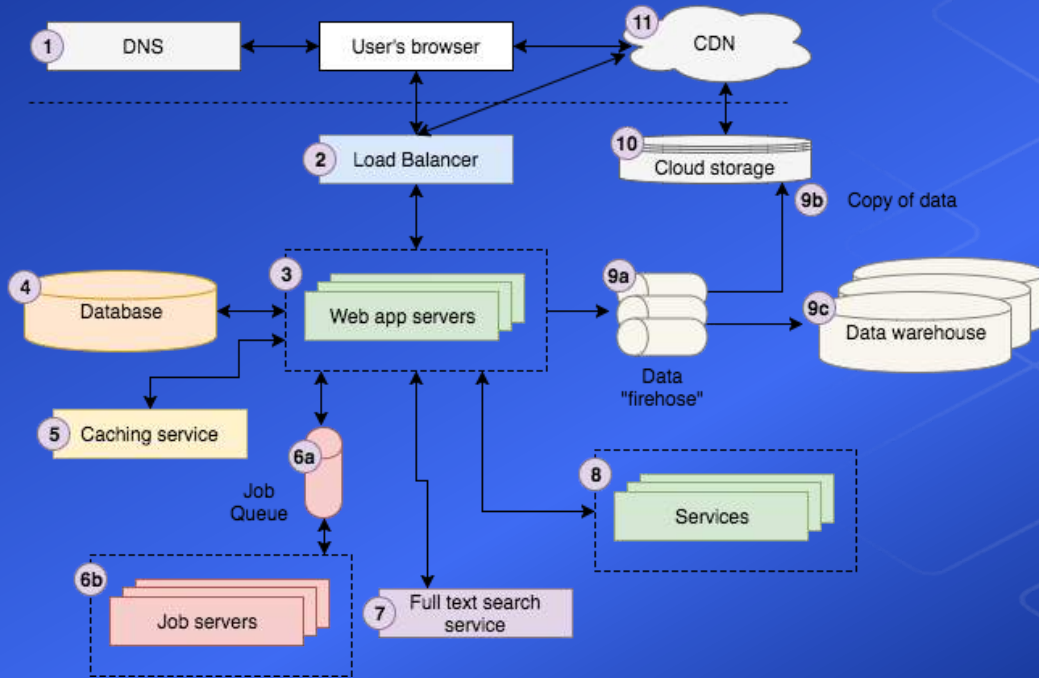 1
DNS
User's browser
11
CDN
2
Load Balancer
10
Cloud storage
9b
Copy of data
3
Web app servers
4
Database
9a
Data
"firehose"
9c
Data warehouse
5
Caching service
6a
Job
Queue
8
Services
6b
Job servers
7
Full text search
service